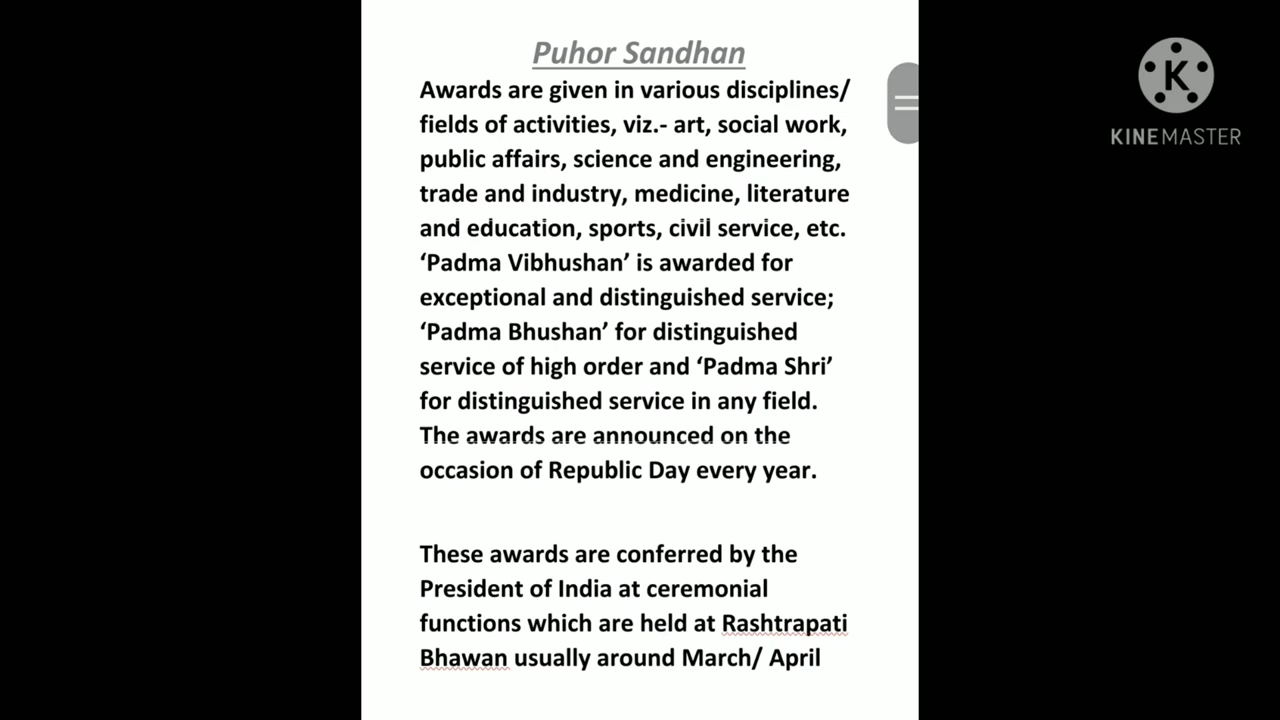 Puhor Sandhan
Awards are given in various disciplines/
fields of activities, viz.- art, social work,
public affairs, science and engineering,
trade and industry, medicine, literature
and education, sports, civil service, etc.
‘Padma Vibhushan’ is awarded for
exceptional and distinguished service;
‘Padma Bhushan’ for distinguished
service of high order and ‘Padma Shri’
for distinguished service in any field.
The awards are announced on the
occasion of Republic Day every year.
These awards are conferred by the
President of India at ceremonial
functions which are held at Rashtrapati
Bhawan usually around March/ April
K
KINEMASTER